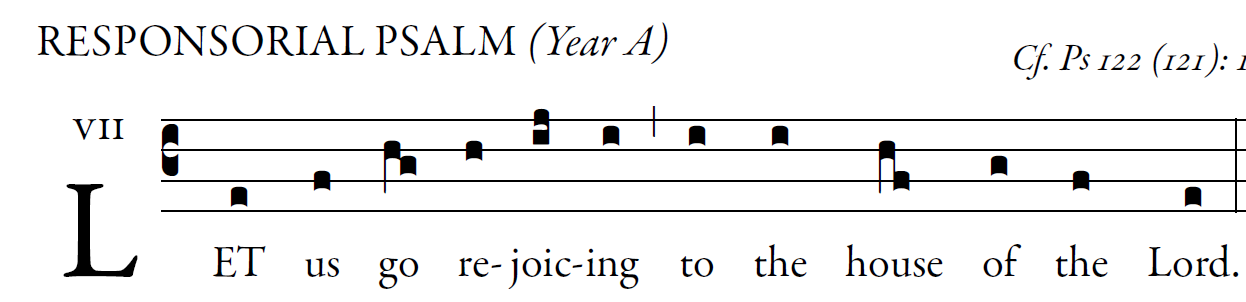 RESPONSORIAL PSALM (Year A)
Cf. Ps 122 (121): 1
VII
LET us go re-joic-ing to the house of the Lord.